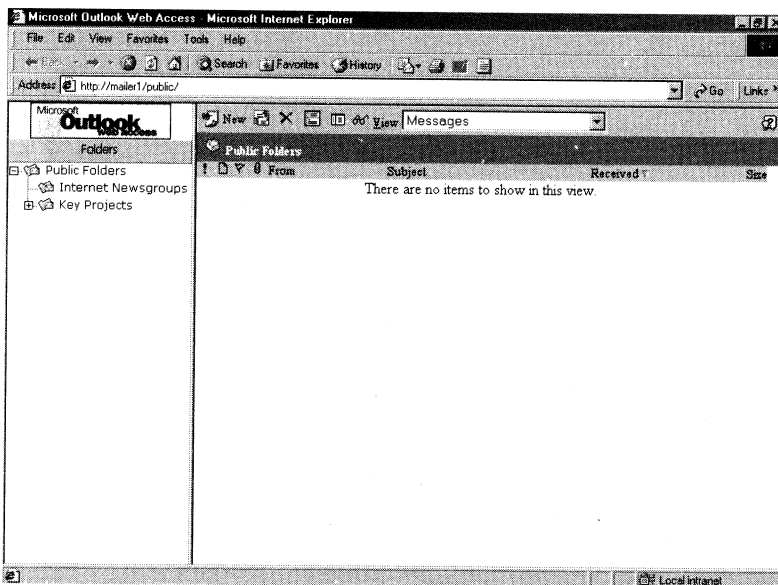 Microsoft Outlook Web Access - Microsoft Internet Explorer
File Edit View Favorites Tools Help
Back Search Favorites History
Address http://mailer1/public/ Go Links »
Microsoft
Outlook
Web Access
New View Messages
Folders
Public Folders
Public Folders
Internet Newsgroups
Key Projects
! From Subject Received Size
There are no items to show in this view.
Local intranet